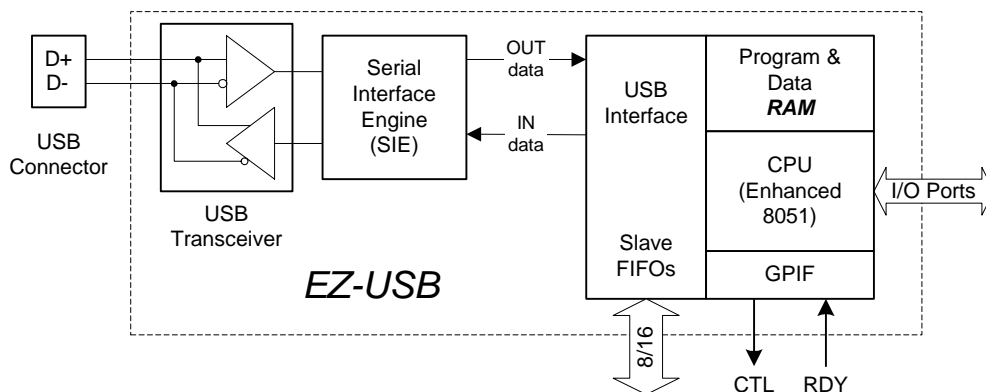 D+
D-
USB
Connector
USB
Transceiver
Serial
Interface
Engine
(SIE)
OUT
data
IN
data
USB
Interface
Slave
FIFOs
Program &
Data
RAM
CPU
(Enhanced
8051)
GPIF
I/O Ports
EZ-USB
8/16
CTL
RDY